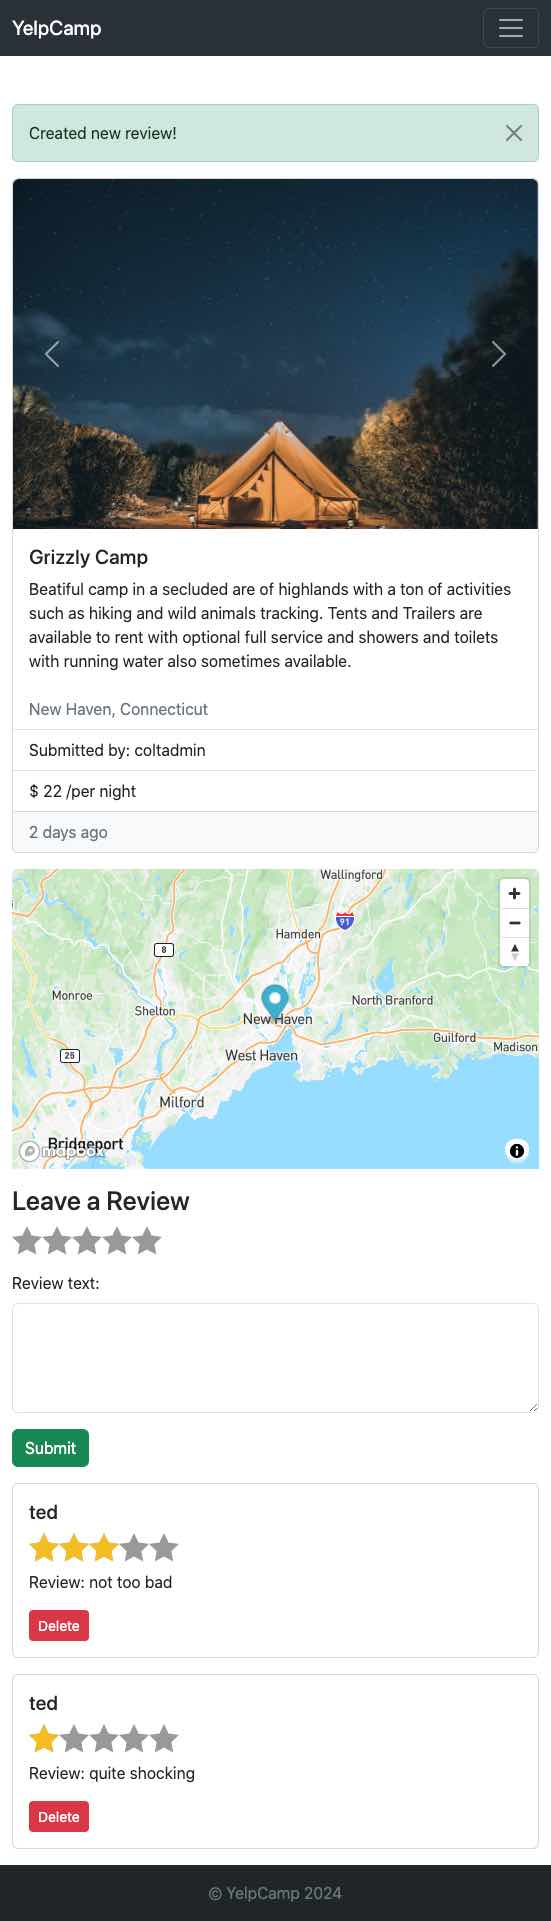 YelpCamp
Created new review!
Grizzly Camp
Beatiful camp in a secluded are of highlands with a ton of activities
such as hiking and wild animals tracking. Tents and Trailers are
available to rent with optional full service and showers and toilets
with running water also sometimes available.
New Haven, Connecticut
Submitted by: coltadmin
$ 22 /per night
2 days ago
Wallingford
91
Hamden
8
Monroe
Shelton
North Branford
New Haven
Guilford
25
West Haven
Madison
Milford
Bridgeport
mapbox
Leave a Review
Review text:
Submit
ted
Review: not too bad
Delete
ted
Review: quite shocking
Delete
© YelpCamp 2024